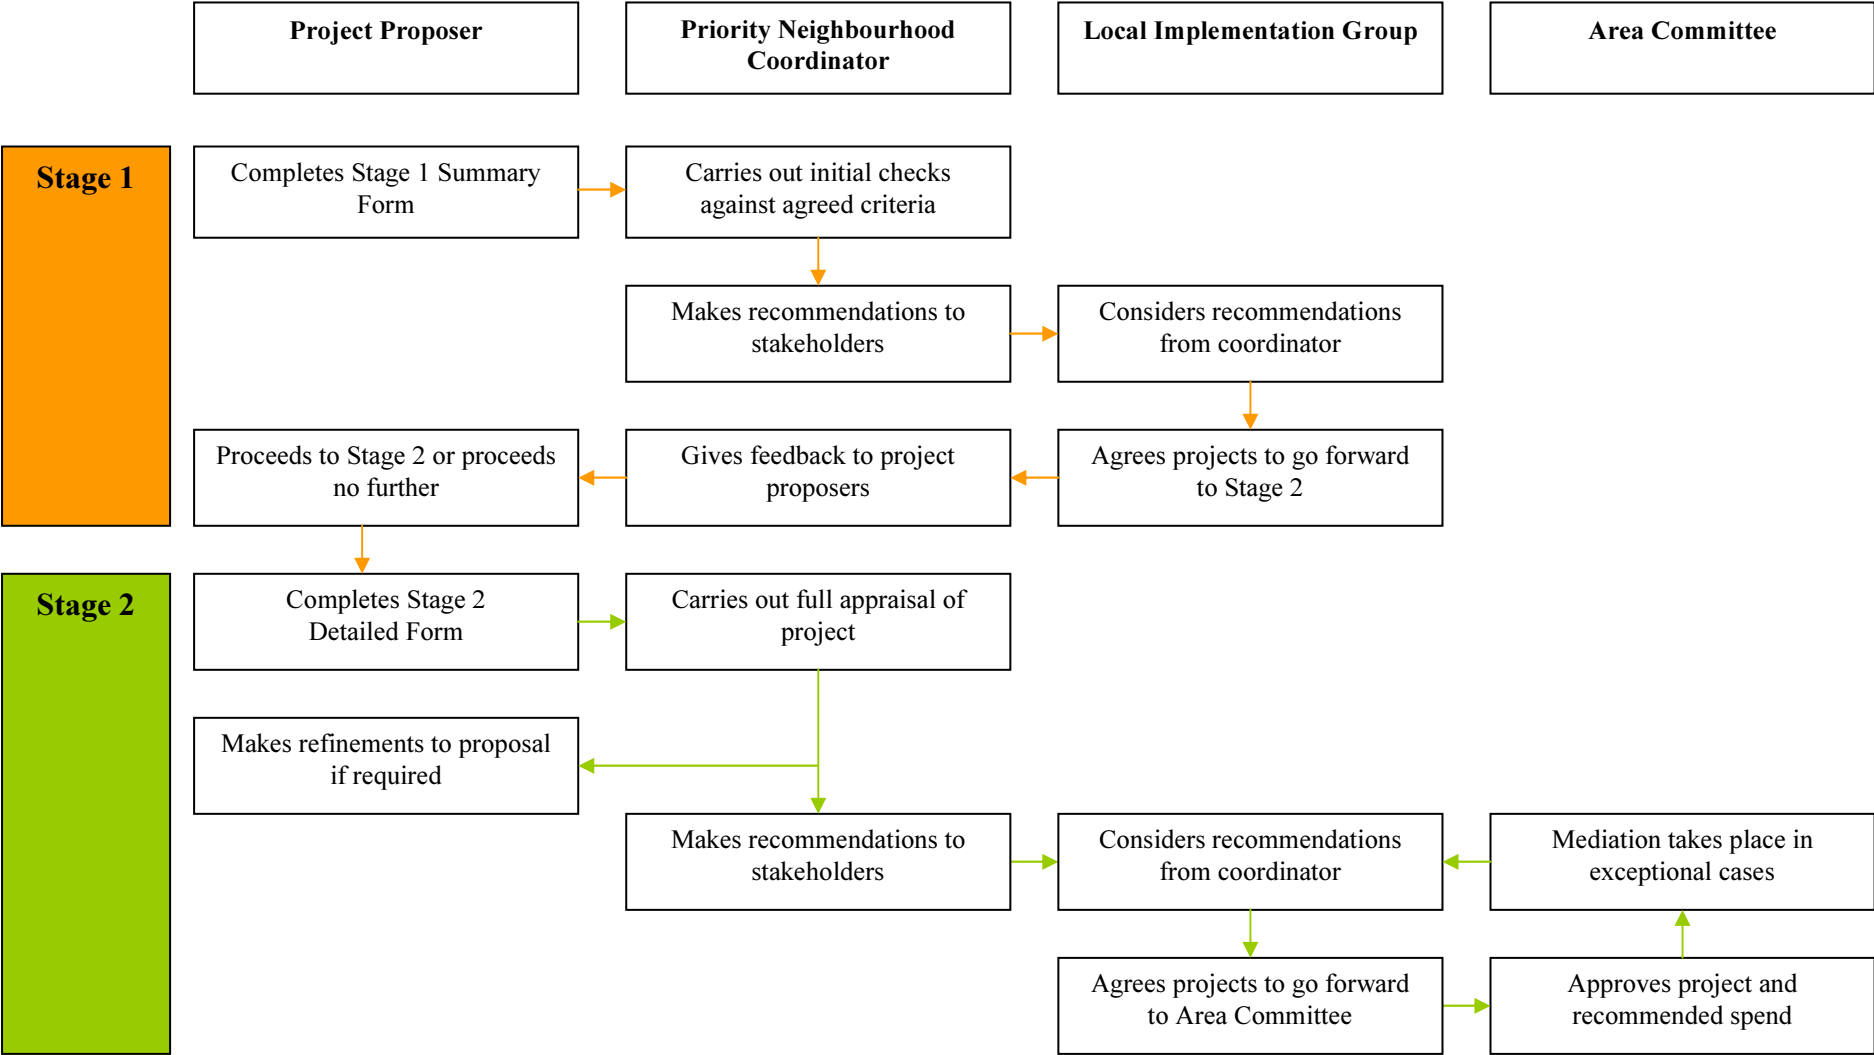 Project Proposer
Priority Neighbourhood
Coordinator
Local Implementation Group
Area Committee
Stage 1
Completes Stage 1 Summary
Form
Carries out initial checks
against agreed criteria
Makes recommendations to
stakeholders
Considers recommendations
from coordinator
Proceeds to Stage 2 or proceeds
no further
Gives feedback to project
proposers
Agrees projects to go forward
to Stage 2
Stage 2
Completes Stage 2
Detailed Form
Carries out full appraisal of
project
Makes refinements to proposal
if required
Makes recommendations to
stakeholders
Considers recommendations
from coordinator
Mediation takes place in
exceptional cases
Agrees projects to go forward
to Area Committee
Approves project and
recommended spend